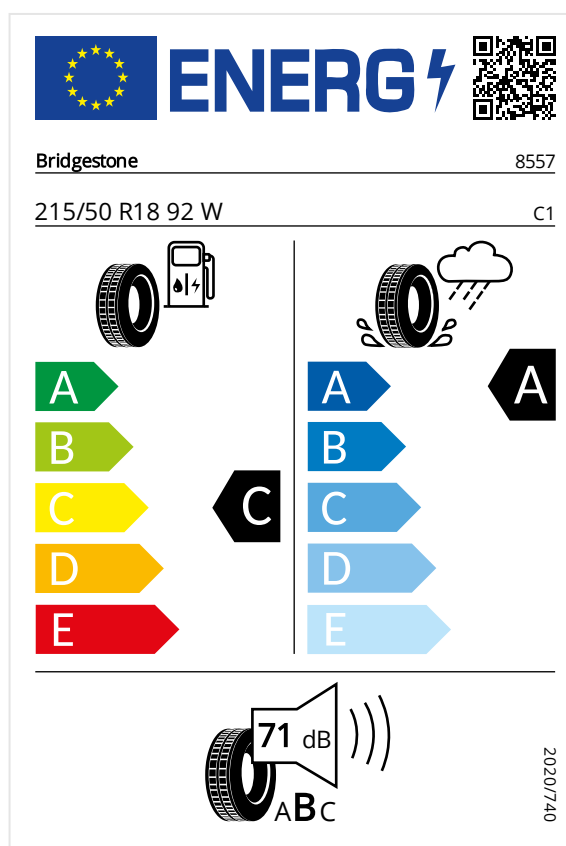 ENERG
Bridgestone 8557
215/50 R18 92 W C1
A A A
B B
C C C
D D
E E
71 dB
ABC
2020/740